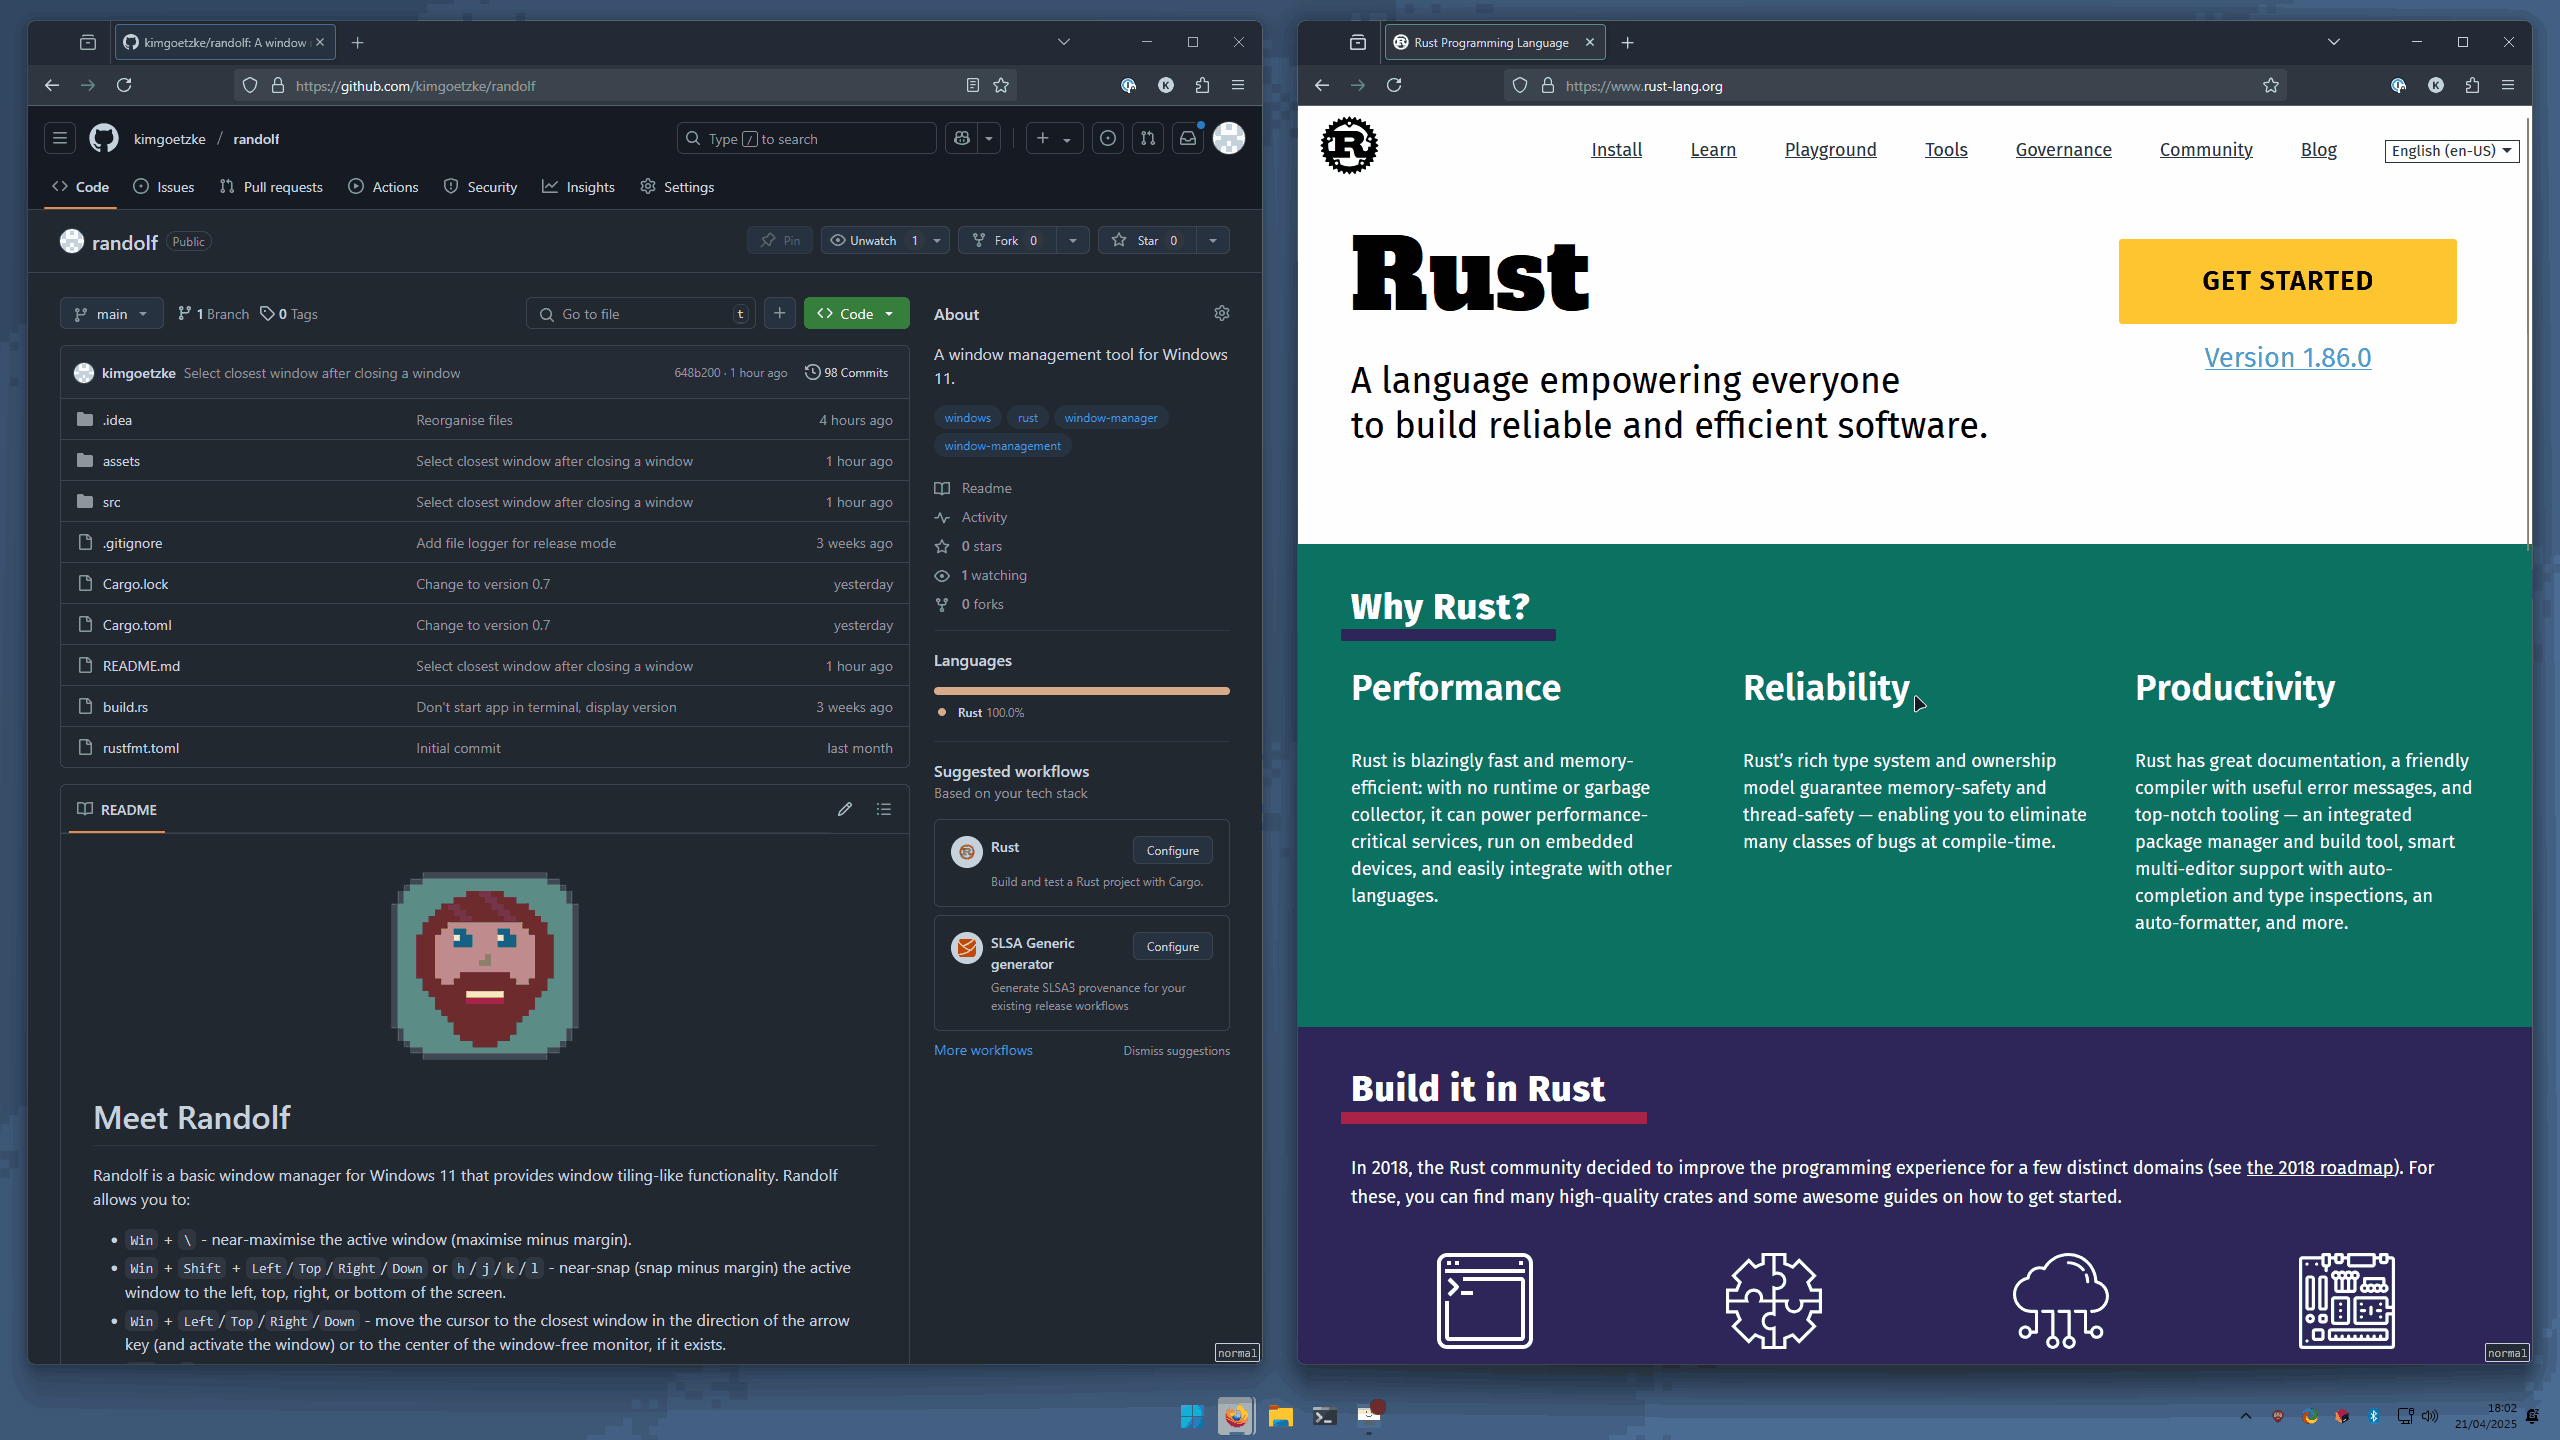 kimgoetzke/randolf: A window
https://github.com/kimgoetzke/randolf
K
kimgoetzke / randolf
Type / to search
Code
Issues
Pull requests
Actions
Security
Insights
Settings
randolf Public
Pin
Unwatch 1
Fork 0
Star 0
main
1 Branch
0 Tags
Go to file t
Code
kimgoetzke Select closest window after closing a window 648b200 · 1 hour ago 98 Commits
.idea Reorganise files 4 hours ago
assets Select closest window after closing a window 1 hour ago
src Select closest window after closing a window 1 hour ago
.gitignore Add file logger for release mode 3 weeks ago
Cargo.lock Change to version 0.7 yesterday
Cargo.toml Change to version 0.7 yesterday
README.md Select closest window after closing a window 1 hour ago
build.rs Don't start app in terminal, display version 3 weeks ago
rustfmt.toml Initial commit last month
README
Meet Randolf
Randolf is a basic window manager for Windows 11 that provides window tiling-like functionality. Randolf
allows you to:
• Win + \ - near-maximise the active window (maximise minus margin).
• Win + Shift + Left / Top / Right / Down or h / j / k / l - near-snap (snap minus margin) the active
window to the left, top, right, or bottom of the screen.
• Win + Left / Top / Right / Down - move the cursor to the closest window in the direction of the arrow
key (and activate the window) or to the center of the window-free monitor, if it exists.
About
A window management tool for Windows
11.
windows rust window-manager
window-management
Readme
Activity
0 stars
1 watching
0 forks
Languages
Rust 100.0%
Suggested workflows
Based on your tech stack
Rust
Configure
Build and test a Rust project with Cargo.
SLSA Generic
generator
Configure
Generate SLSA3 provenance for your
existing release workflows
More workflows
Dismiss suggestions
normal
Rust Programming Language
https://www.rust-lang.org
K
R
Install
Learn
Playground
Tools
Governance
Community
Blog
English (en-US)
Rust
GET STARTED
Version 1.86.0
A language empowering everyone
to build reliable and efficient software.
Why Rust?
Performance
Rust is blazingly fast and memory-
efficient: with no runtime or garbage
collector, it can power performance-
critical services, run on embedded
devices, and easily integrate with other
languages.
Reliability
Rust’s rich type system and ownership
model guarantee memory-safety and
thread-safety — enabling you to eliminate
many classes of bugs at compile-time.
Productivity
Rust has great documentation, a friendly
compiler with useful error messages, and
top-notch tooling — an integrated
package manager and build tool, smart
multi-editor support with auto-
completion and type inspections, an
auto-formatter, and more.
Build it in Rust
In 2018, the Rust community decided to improve the programming experience for a few distinct domains (see the 2018 roadmap). For
these, you can find many high-quality crates and some awesome guides on how to get started.
normal
18:02
21/04/2025